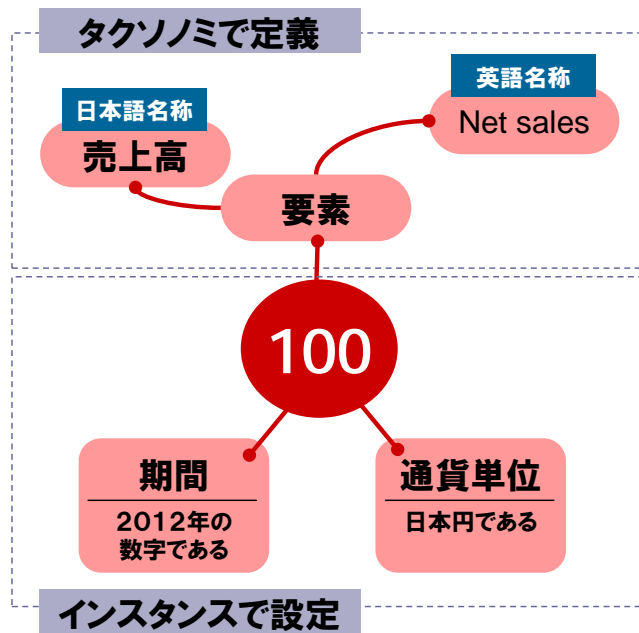 タクソノミで定義
英語名称
Net sales
日本語名称
売上高
要素
100
期間
2012年の
数字である
通貨単位
日本円である
インスタンスで設定